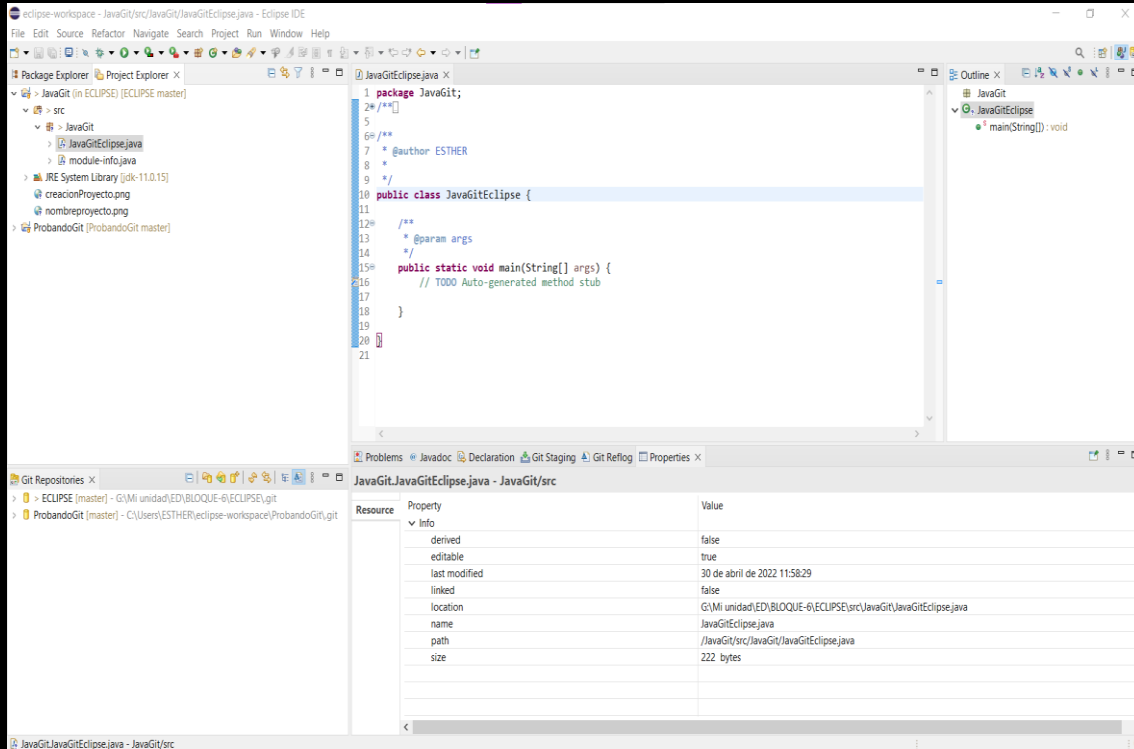 eclipse-workspace - JavaGit/src/JavaGit/JavaGitEclipse.java - Eclipse IDE
File Edit Source Refactor Navigate Search Project Run Window Help
Package Explorer Project Explorer
> JavaGit (in ECLIPSE) [ECLIPSE master]
> src
> JavaGit
JavaGitEclipse.java
module-info.java
JRE System Library [jdk-11.0.15]
creacionProyecto.png
nombreproyecto.png
ProbandoGit [ProbandoGit master]
JavaGitEclipse.java
1 package JavaGit;
2 /**
5
6 /**
7 * @author ESTHER
8 *
9 */
10 public class JavaGitEclipse {
11
12 /**
13 * @param args
14 */
15 public static void main(String[] args) {
16 // TODO Auto-generated method stub
17
18 }
19
20 }
21
Outline
JavaGit
JavaGitEclipse
main(String[]) : void
Git Repositories
> ECLIPSE [master] - G:\Mi unidad\ED\BLOQUE-6\ECLIPSE\.git
ProbandoGit [master] - C:\Users\ESTHER\eclipse-workspace\ProbandoGit\.git
Problems Javadoc Declaration Git Staging Git Reflog Properties
JavaGit.JavaGitEclipse.java - JavaGit/src
Resource
Property Value
Info
derived false
editable true
last modified 30 de abril de 2022 11:58:29
linked false
location G:\Mi unidad\ED\BLOQUE-6\ECLIPSE\src\JavaGit\JavaGitEclipse.java
name JavaGitEclipse.java
path /JavaGit/src/JavaGit/JavaGitEclipse.java
size 222 bytes
JavaGit.JavaGitEclipse.java - JavaGit/src